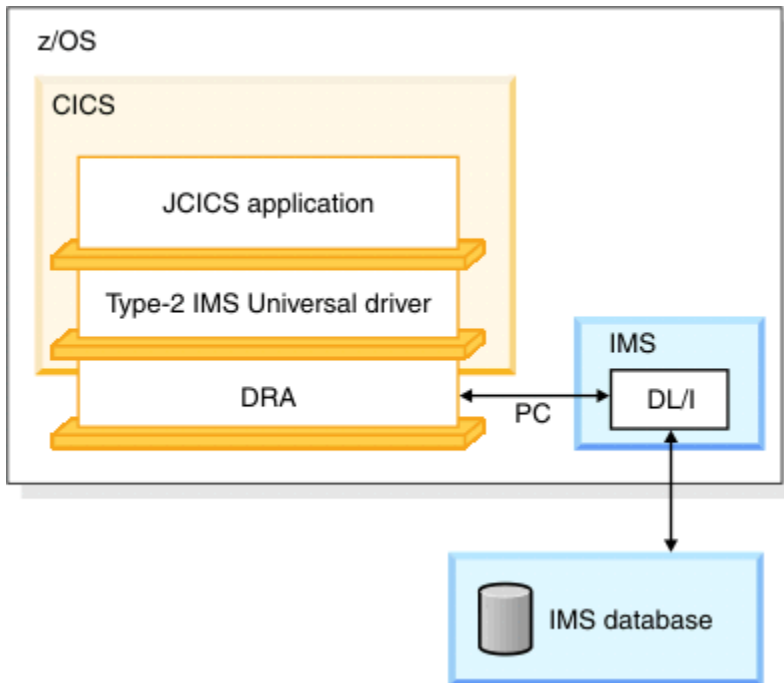 z/OS
CICS
JCICS application
Type-2 IMS Universal driver
DRA
PC
IMS
DL/I
IMS database